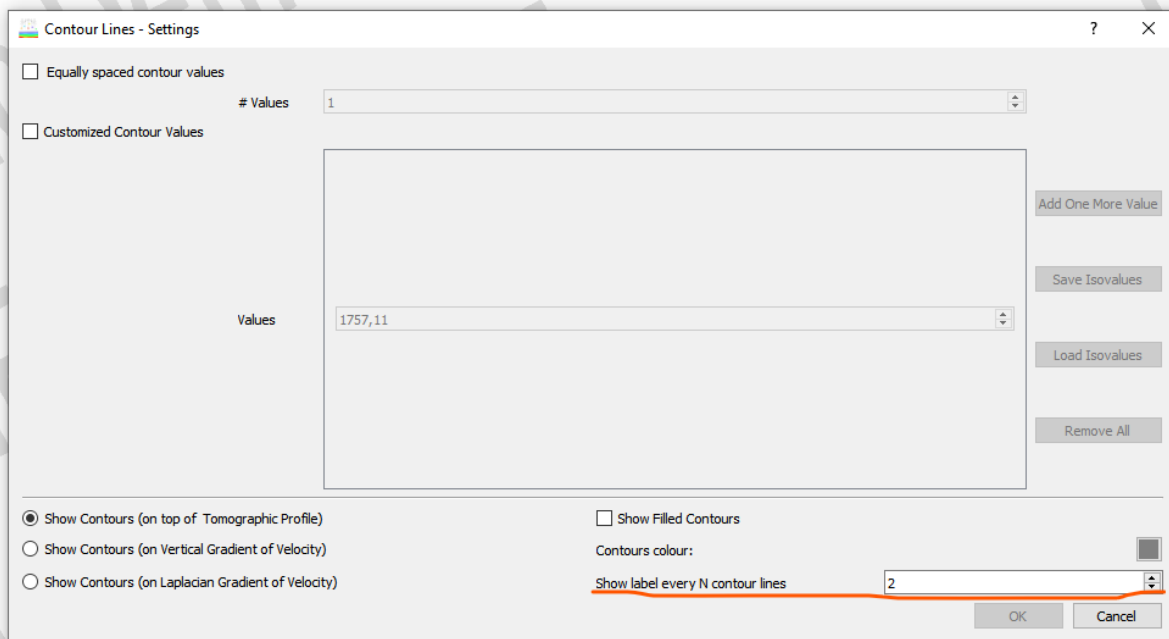 Contour Lines - Settings
?
Equally spaced contour values
# Values
1
Customized Contour Values
Add One More Value
Save Isovalues
Values
1757,11
Load Isovalues
Remove All
Show Contours (on top of Tomographic Profile)
Show Filled Contours
Show Contours (on Vertical Gradient of Velocity)
Contours colour:
Show Contours (on Laplacian Gradient of Velocity)
Show label every N contour lines
2
OK
Cancel